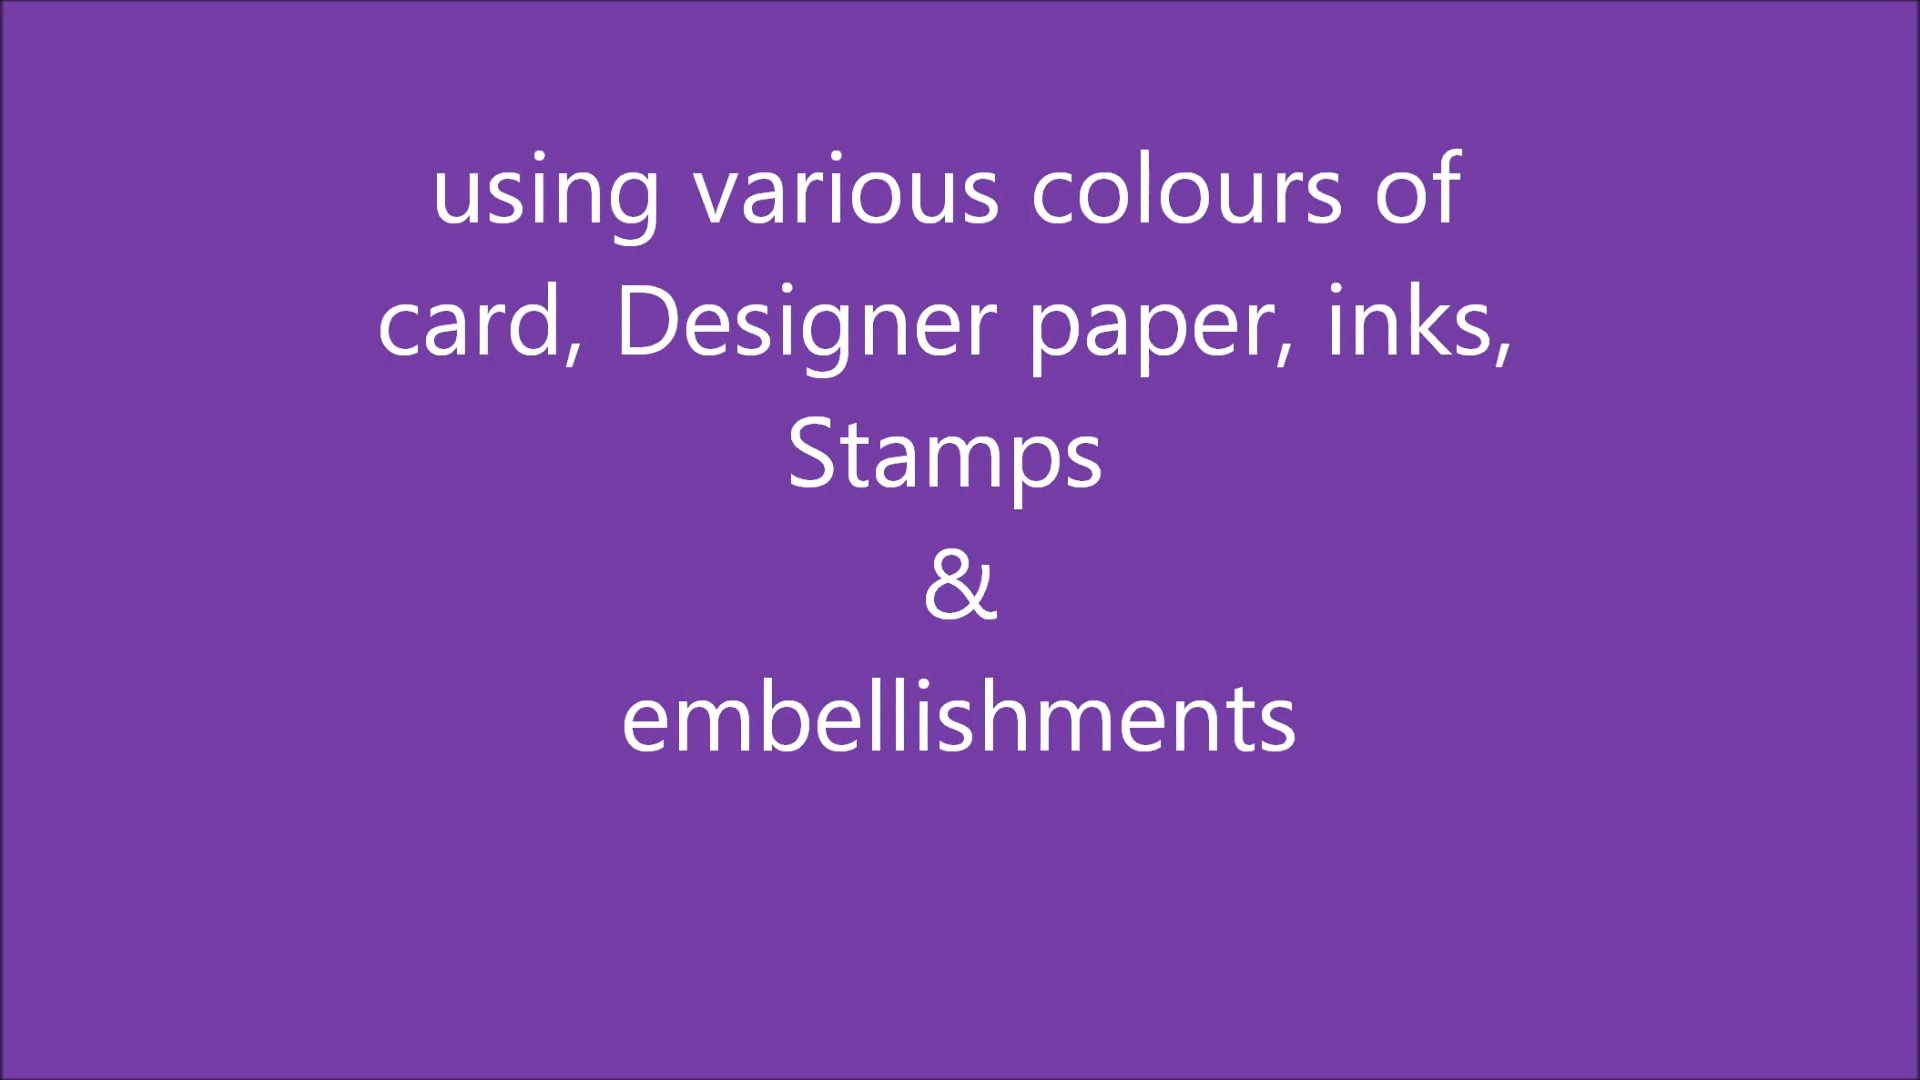 using various colours of
card, Designer paper, inks,
Stamps
&
embellishments